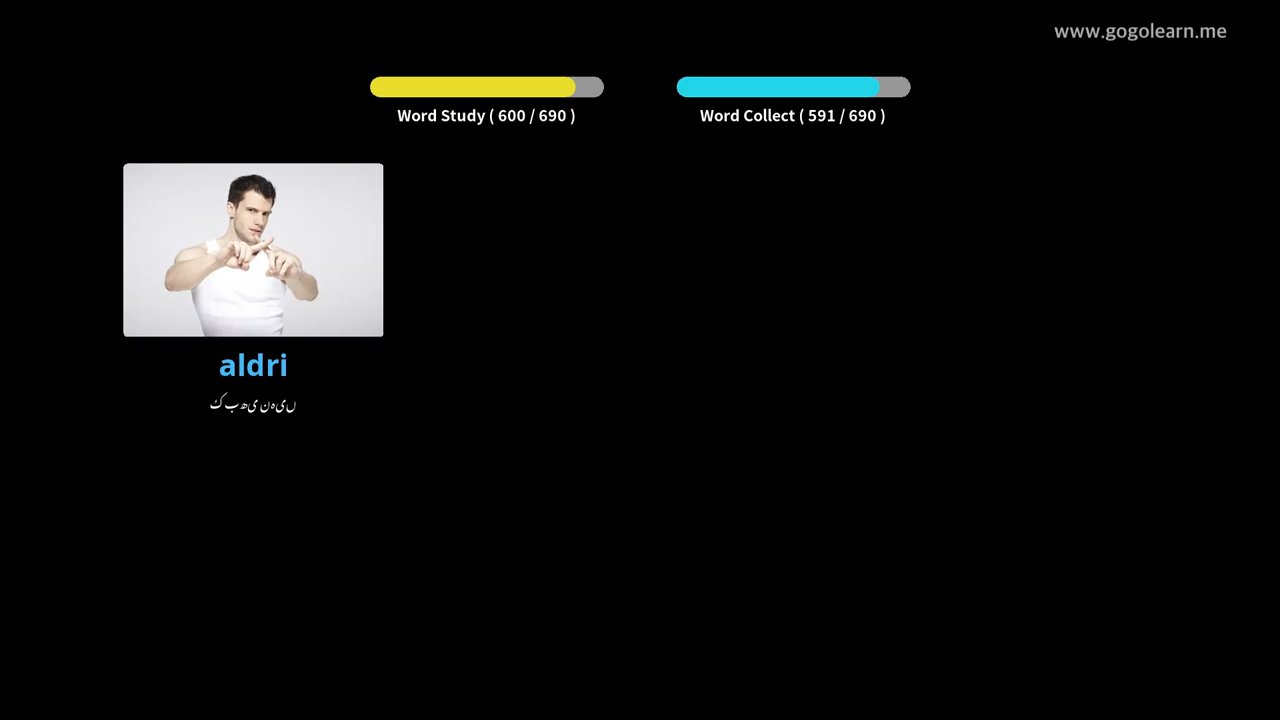 www.gogolearn.me
Word Study ( 600 / 690 )
Word Collect ( 591 / 690 )
aldri
کبھی نہیں